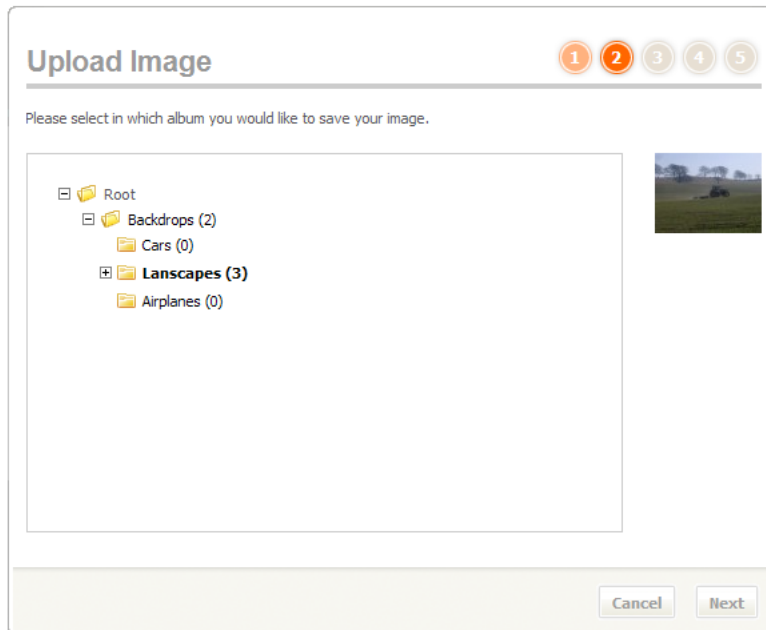 Upload Image
1 2 3 4 5
Please select in which album you would like to save your image.
Root
Backdrops (2)
Cars (0)
Lanscapes (3)
Airplanes (0)
Cancel Next